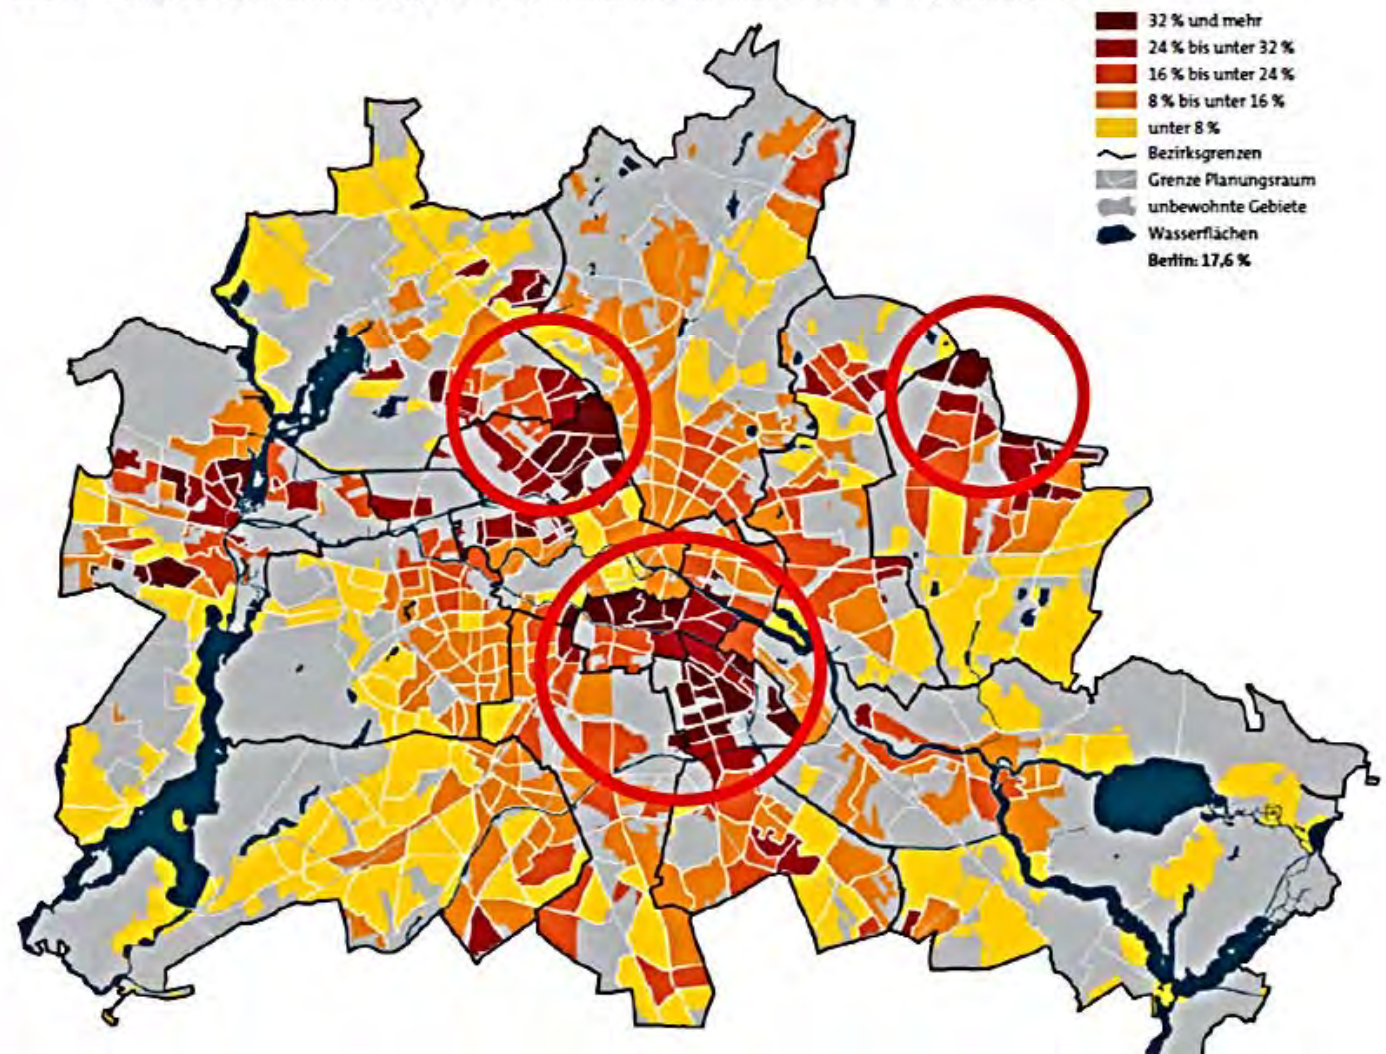 32 % und mehr
24 % bis unter 32 %
16 % bis unter 24 %
8 % bis unter 16 %
unter 8 %
Bezirksgrenzen
Grenze Planungsraum
unbewohnte Gebiete
Wasserflächen
Berlin: 17,6 %